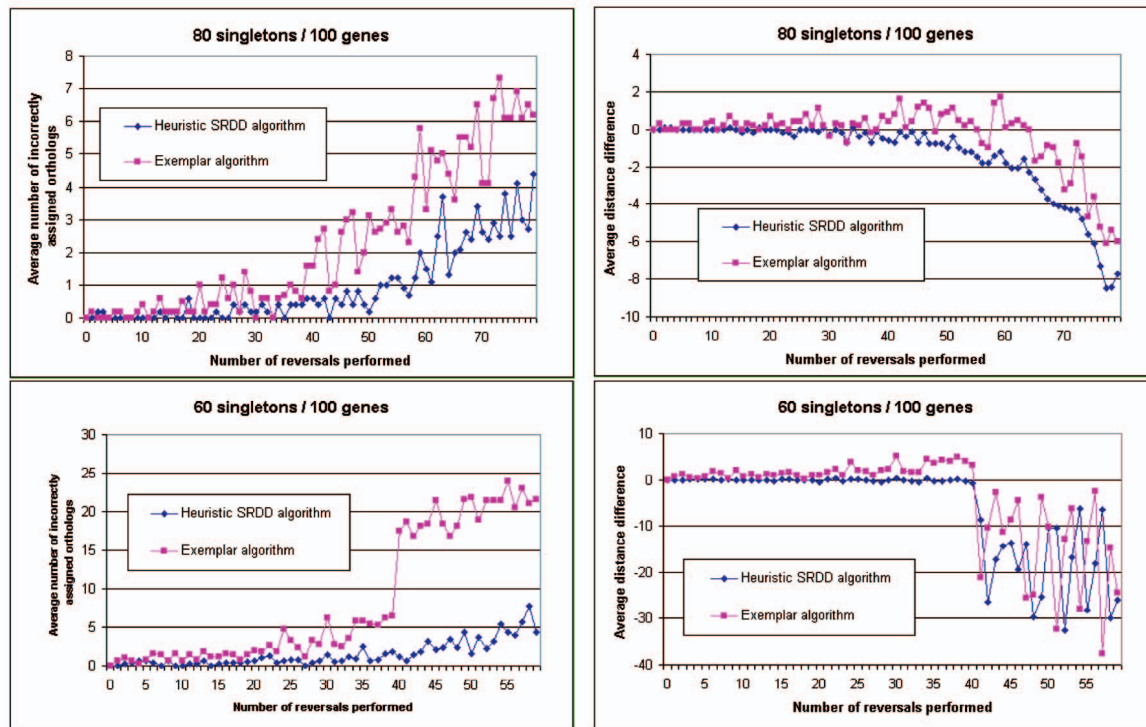 80 singletons / 100 genes
Average number of incorrectly
assigned orthologs
8
7
6
5
4
3
2
1
0
Heuristic SRDD algorithm
Exemplar algorithm
0 10 20 30 40 50 60 70
Number of reversals performed
80 singletons / 100 genes
Average distance difference
4
2
0
-2
-4
-6
-8
-10
Heuristic SRDD algorithm
Exemplar algorithm
0 10 20 30 40 50 60 70
Number of reversals performed
60 singletons / 100 genes
Average number of incorrectly
assigned orthologs
30
25
20
15
10
5
0
Heuristic SRDD algorithm
Exemplar algorithm
0 5 10 15 20 25 30 35 40 45 50 55
Number of reversals performed
60 singletons / 100 genes
Average distance difference
10
0
-10
-20
-30
-40
Heuristic SRDD algorithm
Exemplar algorithm
0 5 10 15 20 25 30 35 40 45 50 55
Number of reversals performed